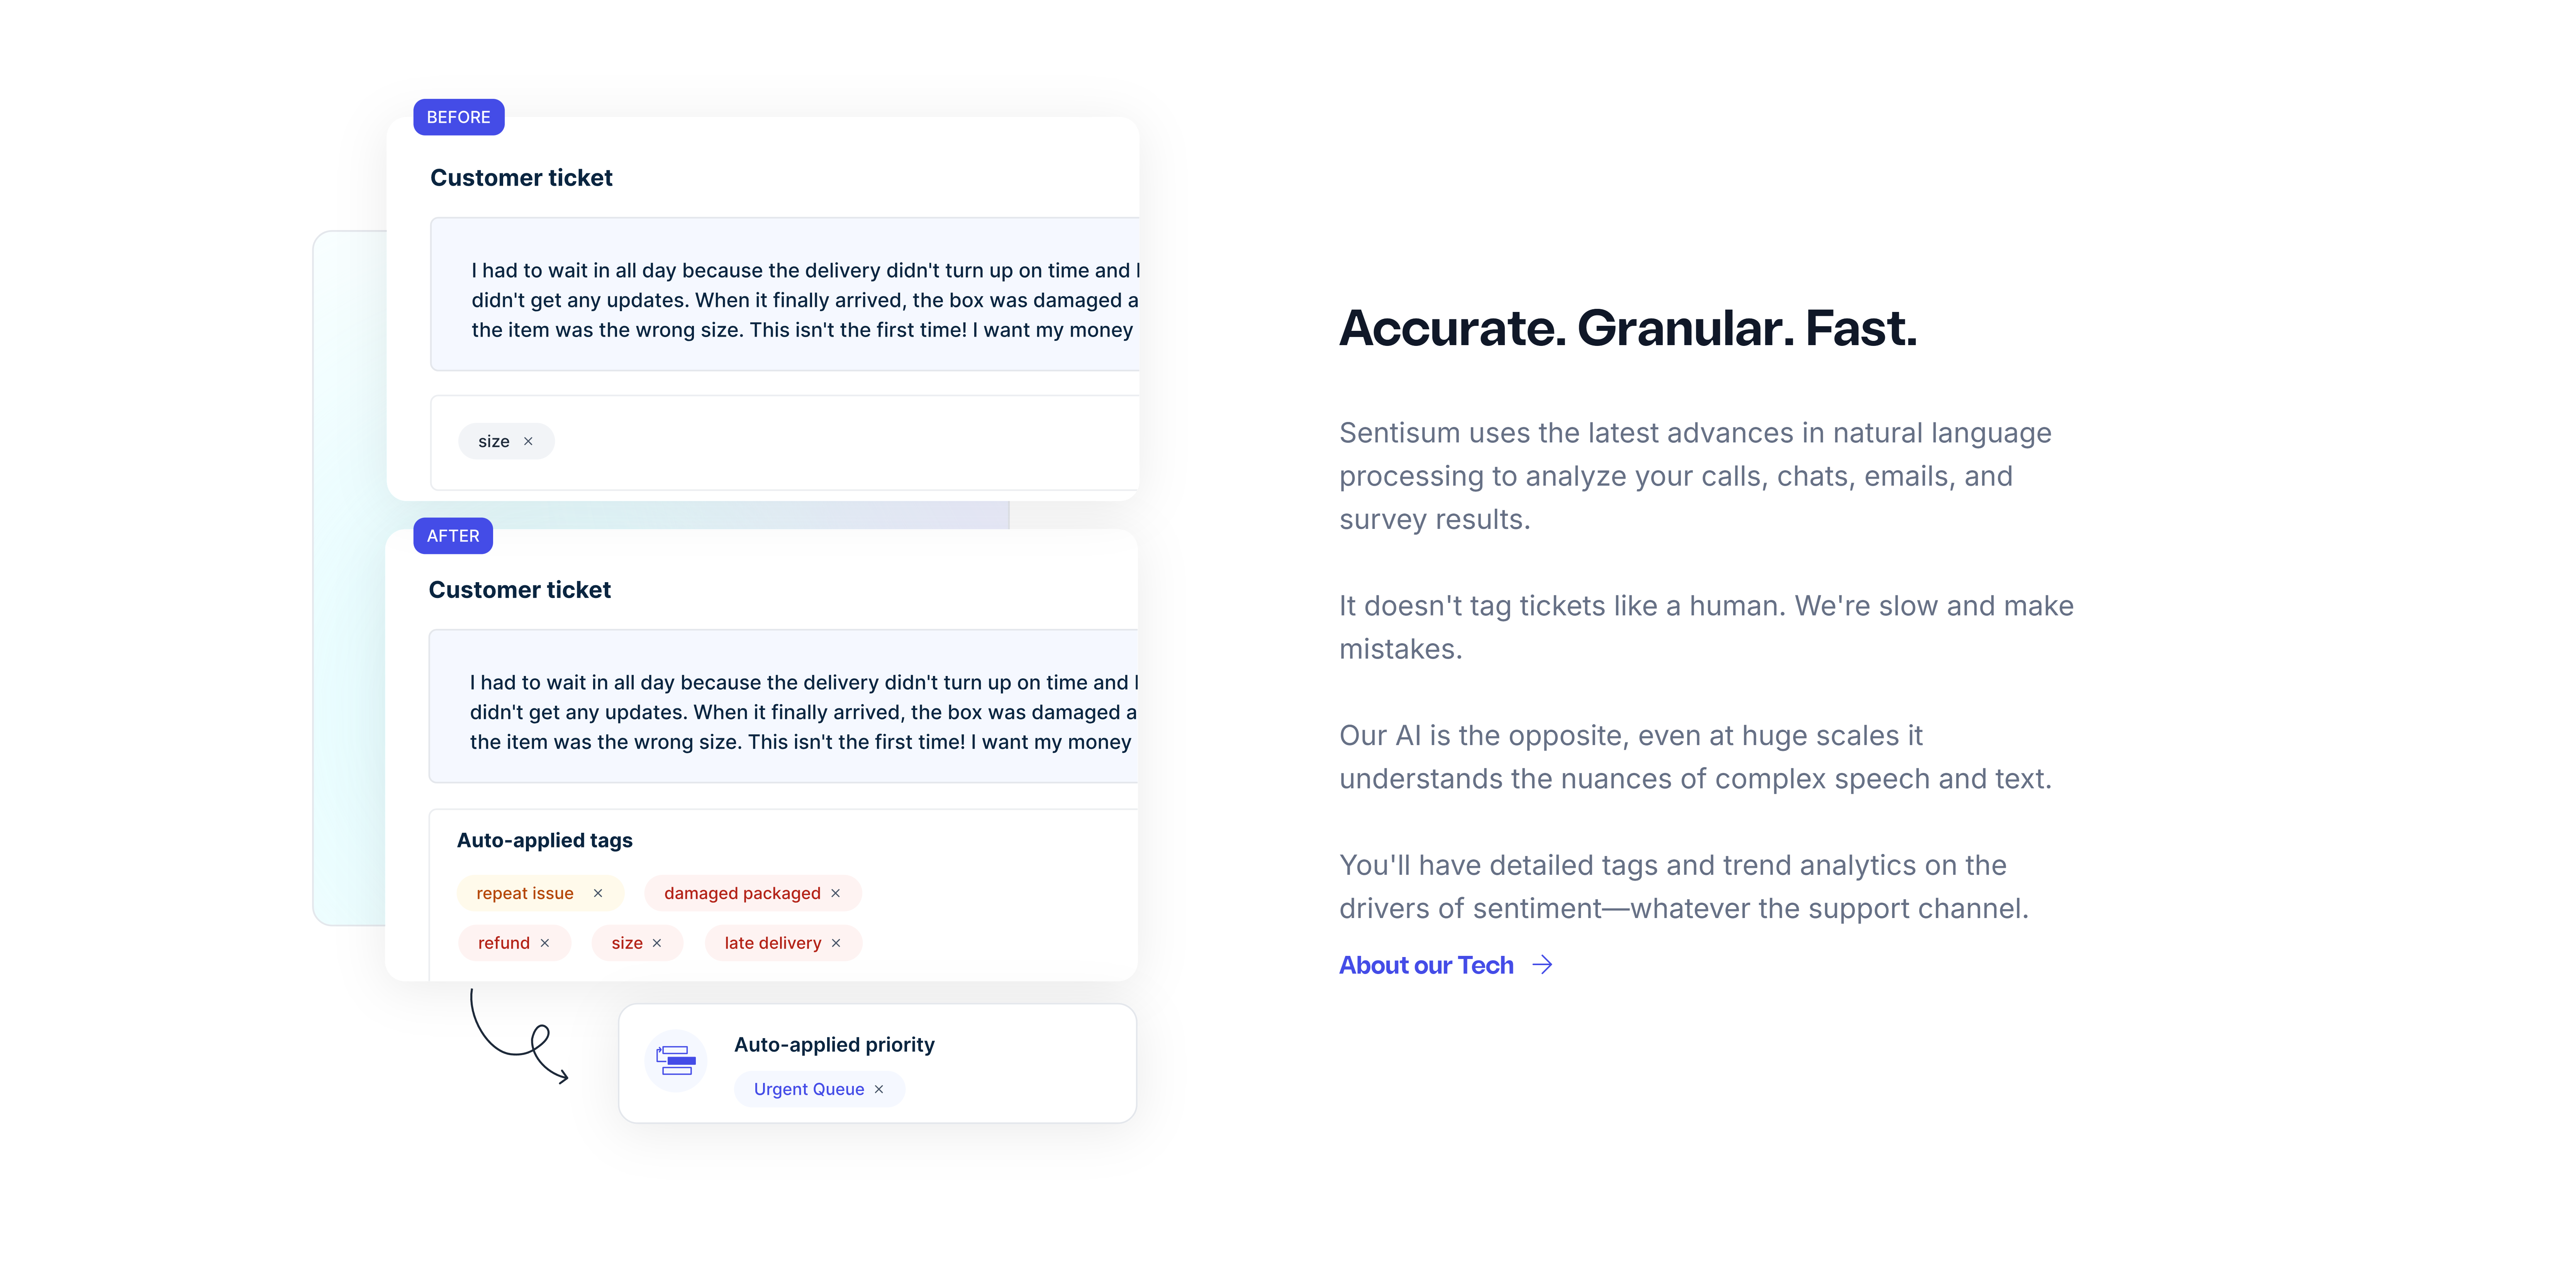 BEFORE
Customer ticket
I had to wait in all day because the delivery didn't turn up on time and I
didn't get any updates. When it finally arrived, the box was damaged a
the item was the wrong size. This isn't the first time! I want my money
size ×
AFTER
Customer ticket
I had to wait in all day because the delivery didn't turn up on time and I
didn't get any updates. When it finally arrived, the box was damaged a
the item was the wrong size. This isn't the first time! I want my money
Auto-applied tags
repeat issue × damaged packaged ×
refund × size × late delivery ×
Auto-applied priority
Urgent Queue ×
Accurate. Granular. Fast.
Sentisum uses the latest advances in natural language
processing to analyze your calls, chats, emails, and
survey results.
It doesn't tag tickets like a human. We're slow and make
mistakes.
Our AI is the opposite, even at huge scales it
understands the nuances of complex speech and text.
You'll have detailed tags and trend analytics on the
drivers of sentiment—whatever the support channel.
About our Tech →